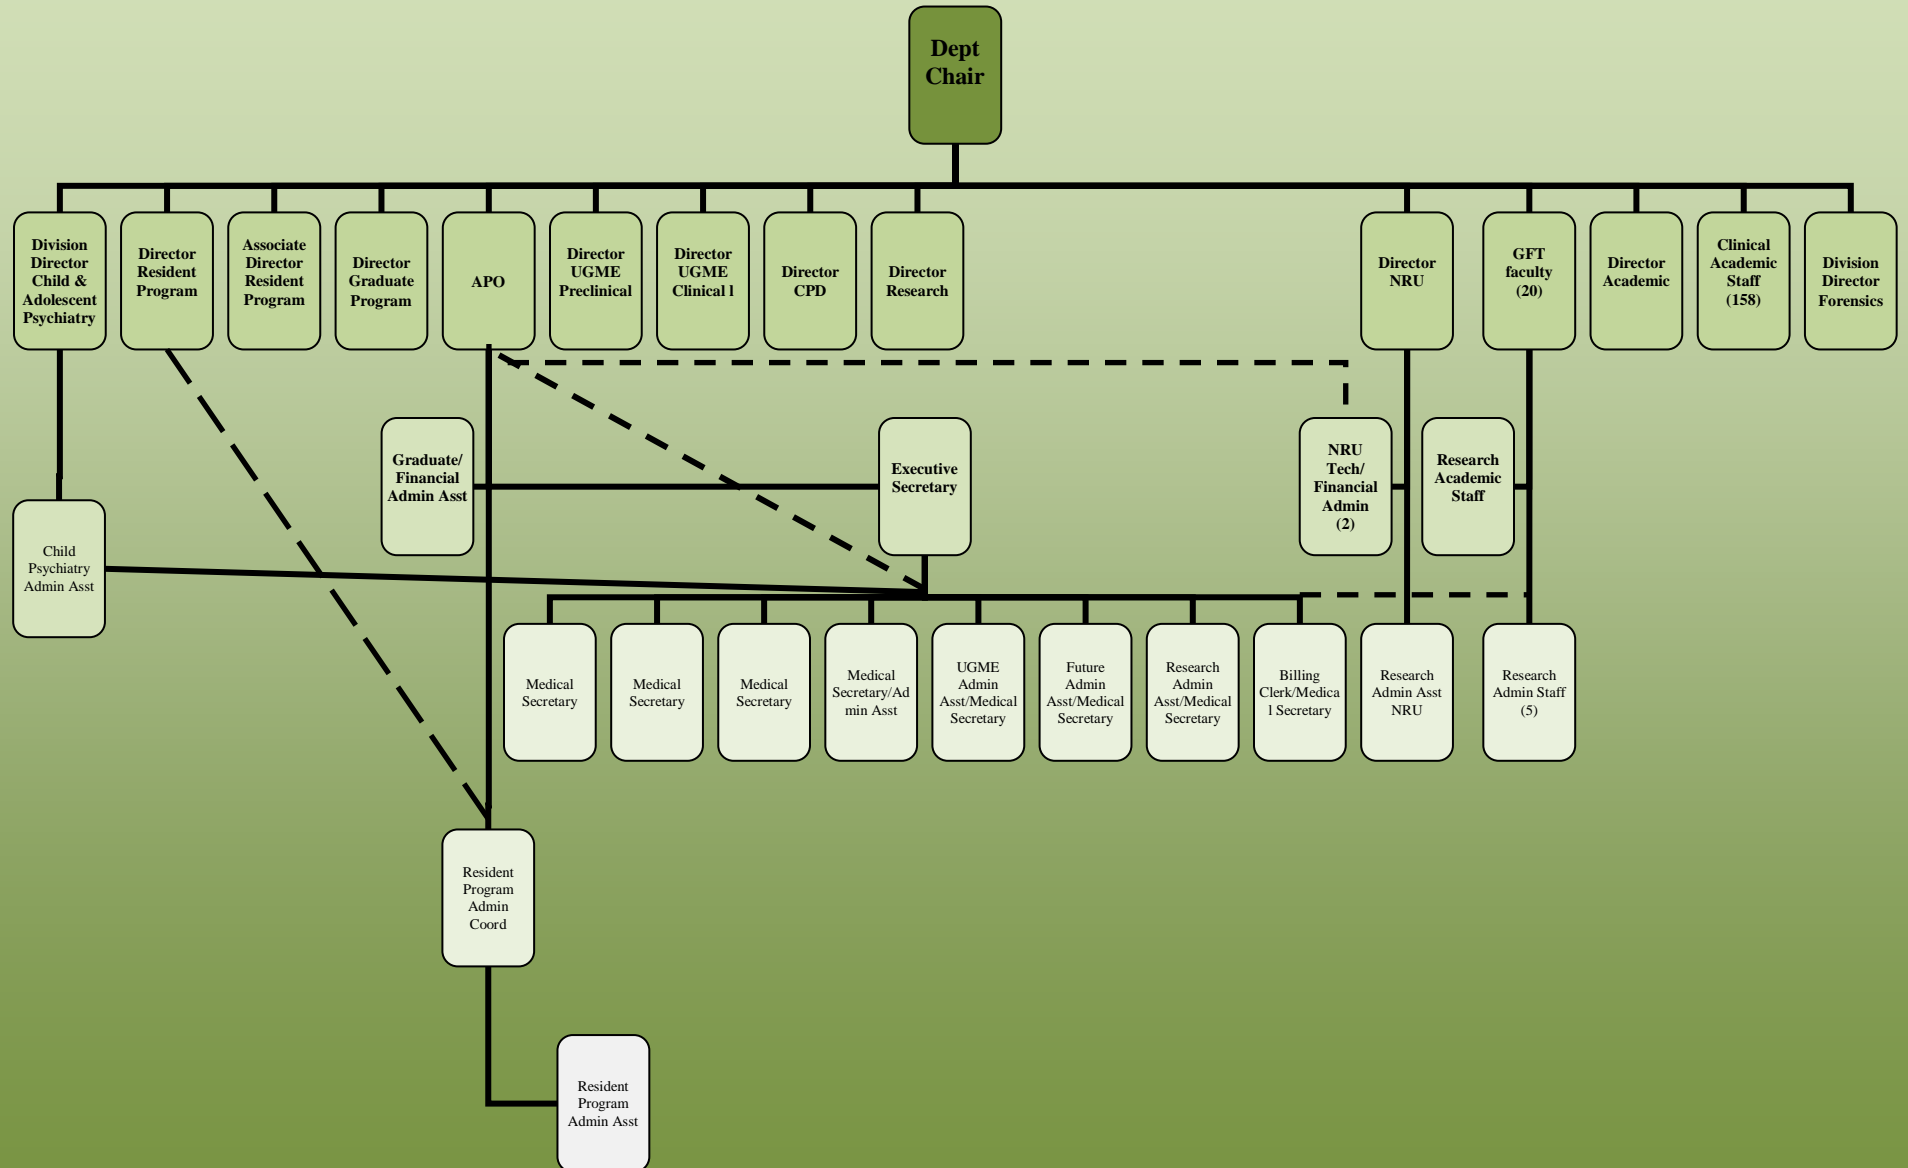 Dept
Chair
Division
Director
Child &
Adolescent
Psychiatry
Director
Resident
Program
Associate
Director
Resident
Program
Director
Graduate
Program
APO
Director
UGME
Preclinical
Director
UGME
Clinical l
Director
CPD
Director
Research
Director
NRU
GFT
faculty
(20)
Director
Academic
Clinical
Academic
Staff
(158)
Division
Director
Forensics
Graduate/
Financial
Admin Asst
Executive
Secretary
NRU
Tech/
Financial
Admin
(2)
Research
Academic
Staff
Child
Psychiatry
Admin Asst
Medical
Secretary
Medical
Secretary
Medical
Secretary
Medical
Secretary/Ad
min Asst
UGME
Admin
Asst/Medical
Secretary
Future
Admin
Asst/Medical
Secretary
Research
Admin
Asst/Medical
Secretary
Billing
Clerk/Medica
l Secretary
Research
Admin Asst
NRU
Research
Admin Staff
(5)
Resident
Program
Admin
Coord
Resident
Program
Admin Asst